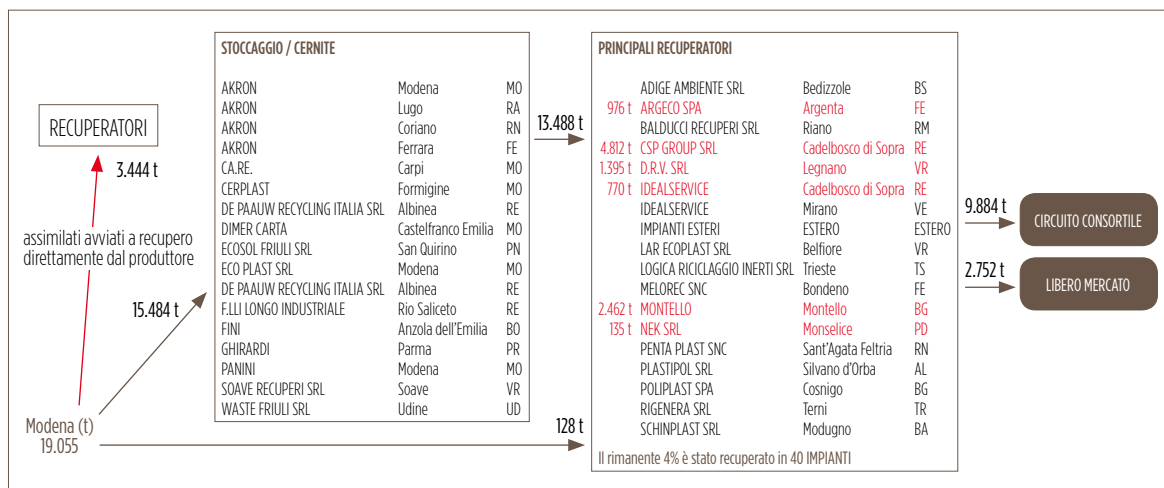 RECUPERATORI
3.444 t
assimilati avviati a recupero
direttamente dal produttore
15.484 t
Modena (t)
19.055
STOCCAGGIO / CERNITE
AKRON Modena MO
AKRON Lugo RA
AKRON Coriano RN
AKRON Ferrara FE
CA.RE. Carpi MO
CERPLAST Formigine MO
DE PAAUW RECYCLING ITALIA SRL Albinea RE
DIMER CARTA Castelfranco Emilia MO
ECOSOL FRIULI SRL San Quirino PN
ECO PLAST SRL Modena MO
DE PAAUW RECYCLING ITALIA SRL Albinea RE
F.LLI LONGO INDUSTRIALE Rio Saliceto RE
FINI Anzola dell'Emilia BO
GHIRARDI Parma PR
PANINI Modena MO
SOAVE RECUPERI SRL Soave VR
WASTE FRIULI SRL Udine UD
13.488 t
128 t
PRINCIPALI RECUPERATORI
ADIGE AMBIENTE SRL Bedizzole BS
976 t ARGECO SPA Argenta FE
BALDUCCI RECUPERI SRL Riano RM
4.812 t CSP GROUP SRL Cadelbosco di Sopra RE
1.395 t D.R.V. SRL Legnano VR
770 t IDEALSERVICE Cadelbosco di Sopra RE
IDEALSERVICE Mirano VE
IMPIANTI ESTERI ESTERO ESTERO
LAR ECOPLAST SRL Belfiore VR
LOGICA RICICLAGGIO INERTI SRL Trieste TS
MELOREC SNC Bondeno FE
2.462 t MONTELLO Montello BG
135 t NEK SRL Monselice PD
PENTA PLAST SNC Sant'Agata Feltria RN
PLASTIPOL SRL Silvano d'Orba AL
POLIPLAST SPA Cosnigo BG
RIGENERA SRL Terni TR
SCHINPLAST SRL Modugno BA
Il rimanente 4% è stato recuperato in 40 IMPIANTI
9.884 t
CIRCUITO CONSORTILE
2.752 t
LIBERO MERCATO